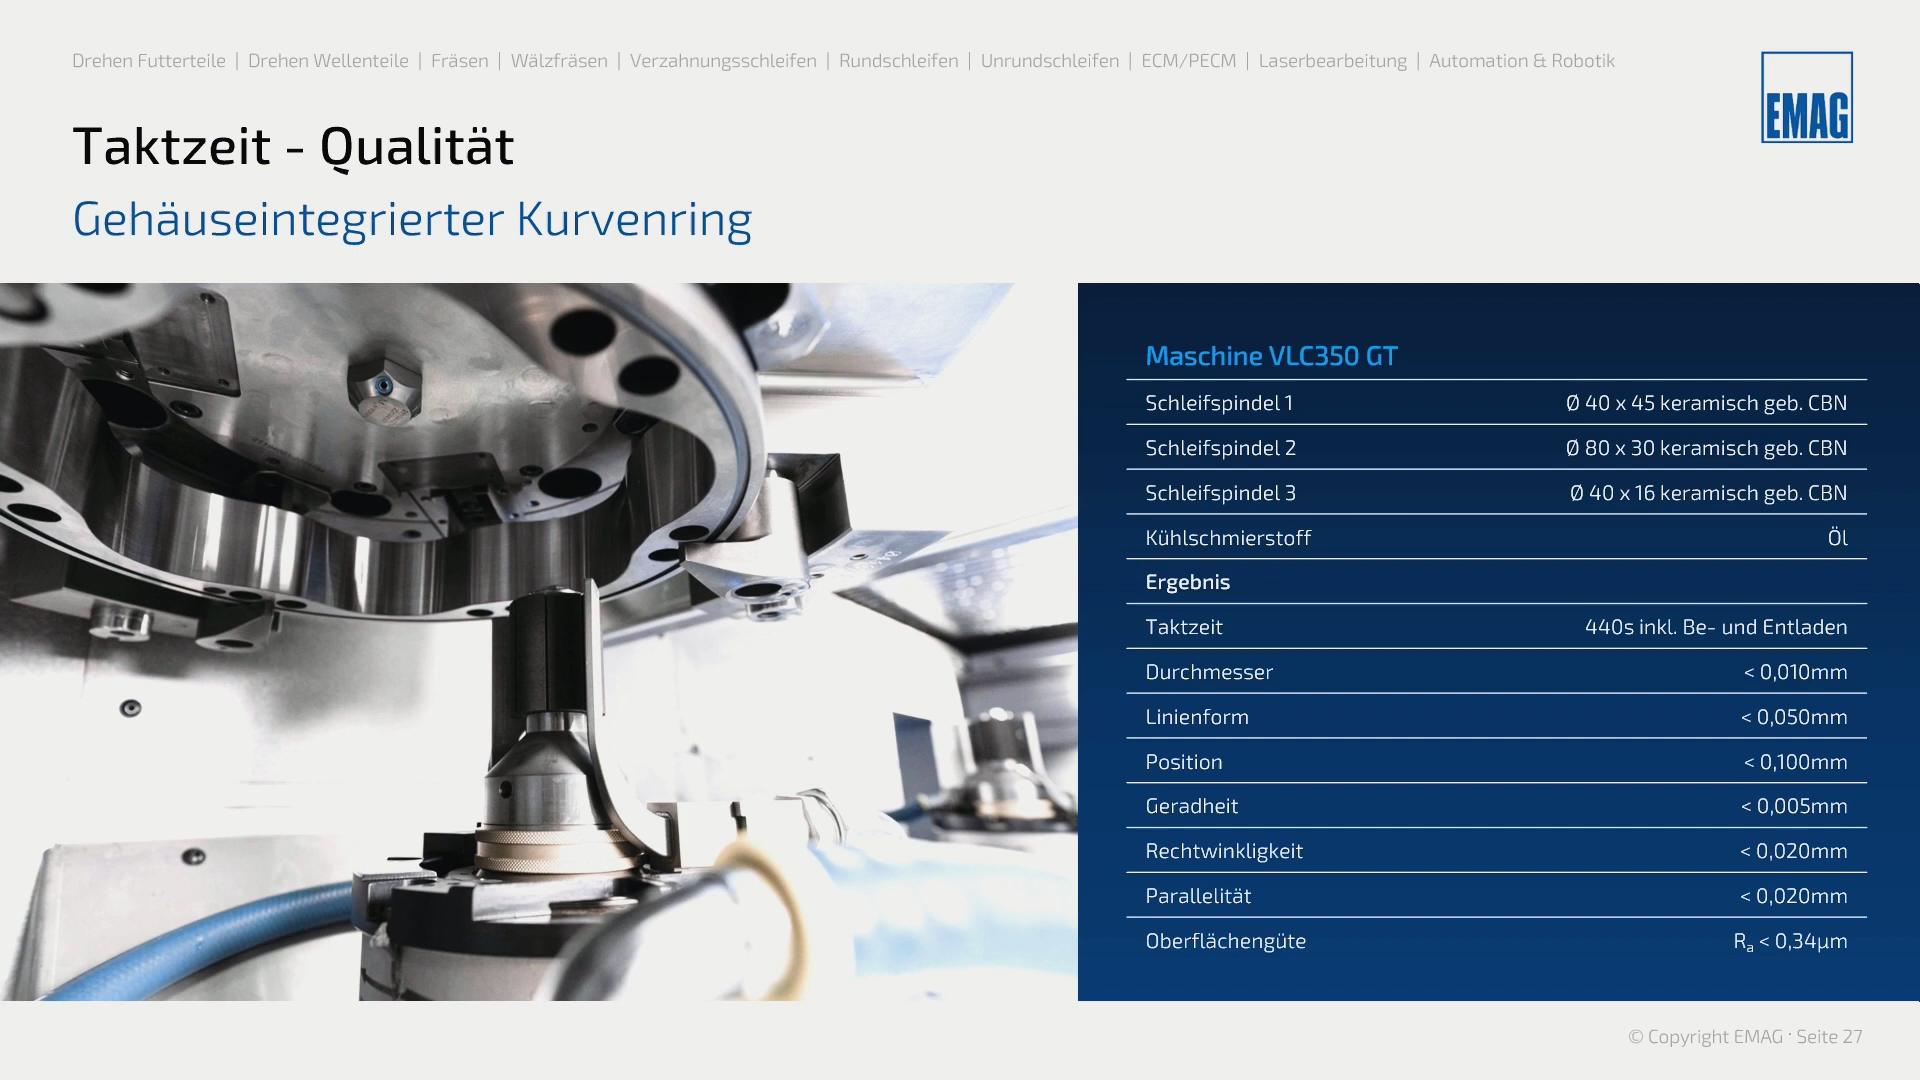 Drehen Futterteile | Drehen Wellenteile | Fräsen | Wälzfräsen | Verzahnungsschleifen | Rundschleifen | Unrundschleifen | ECM/PECM | Laserbearbeitung | Automation & Robotik
EMAG
Taktzeit - Qualität
Gehäuseintegrierter Kurvenring
Maschine VLC350 GT
Schleifspindel 1 Ø 40 x 45 keramisch geb. CBN
Schleifspindel 2 Ø 80 x 30 keramisch geb. CBN
Schleifspindel 3 Ø 40 x 16 keramisch geb. CBN
Kühlschmierstoff Öl
Ergebnis
Taktzeit 440s inkl. Be- und Entladen
Durchmesser < 0,010mm
Linienform < 0,050mm
Position < 0,100mm
Geradheit < 0,005mm
Rechtwinkligkeit < 0,020mm
Parallelität < 0,020mm
Oberflächengüte Ra < 0,34µm
© Copyright EMAG · Seite 27